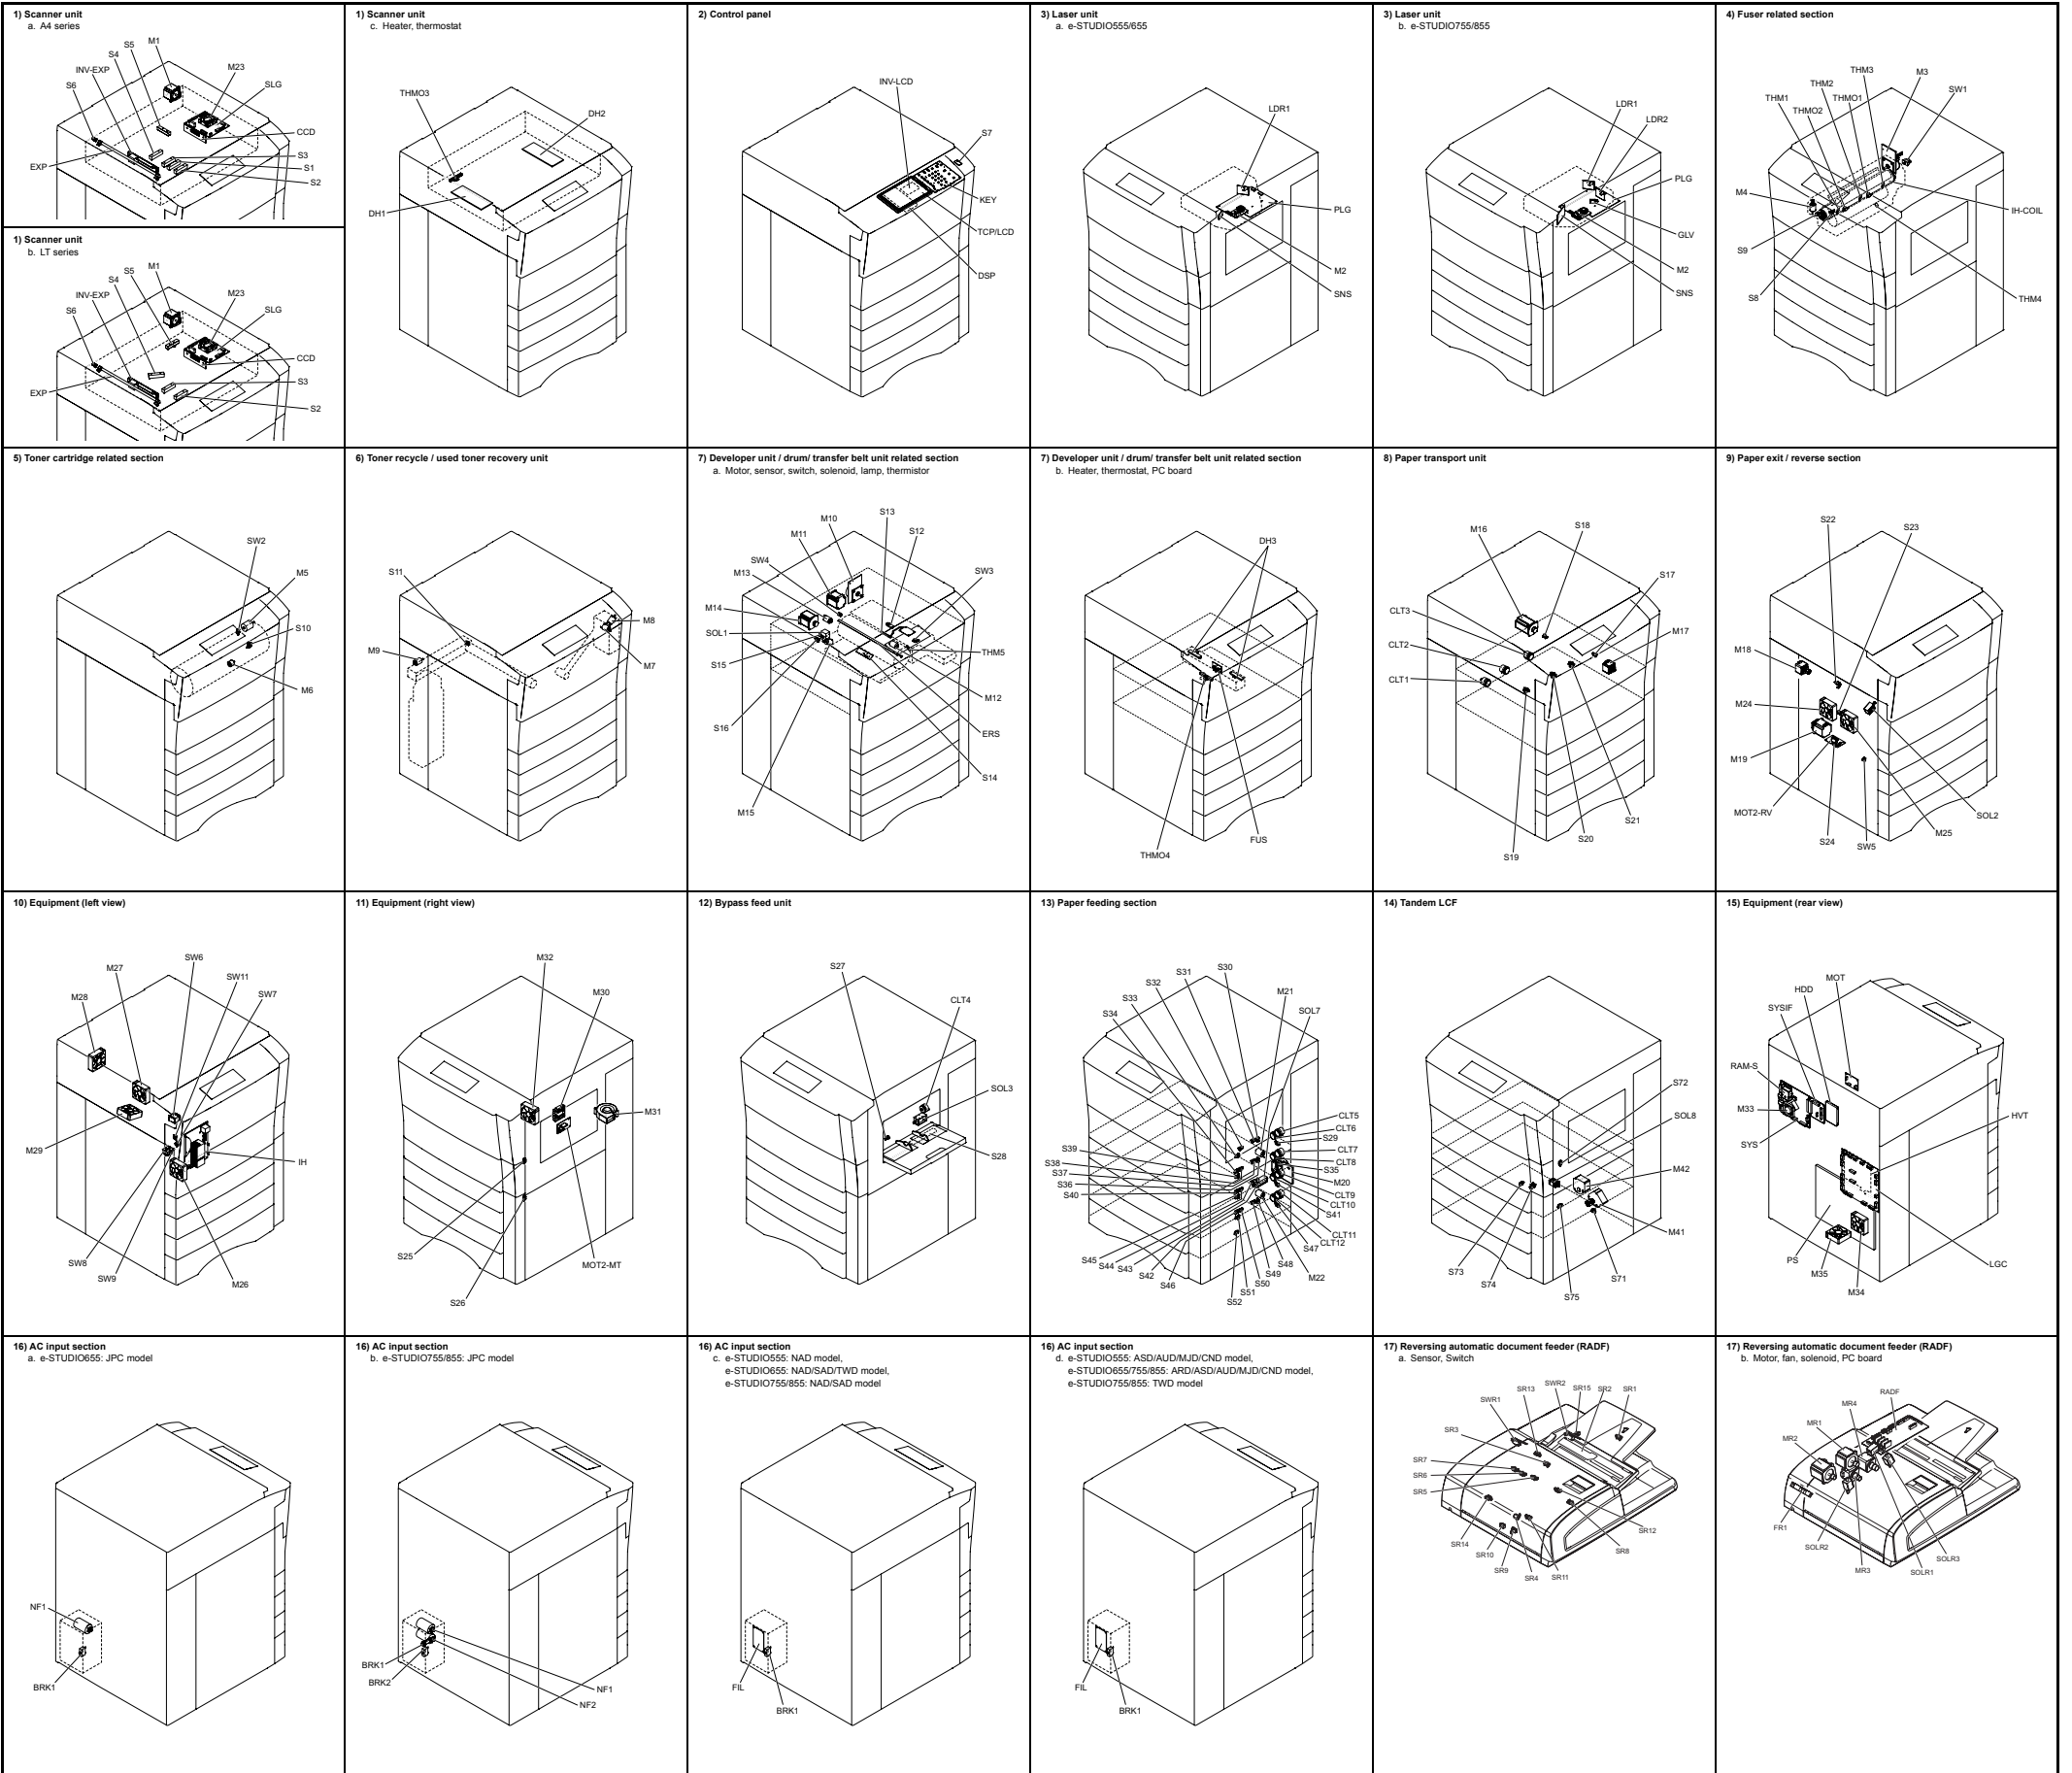 1) Scanner unit
a. A4 series
M1
S5
S4
INV-EXP
S6
M23
SLG
CCD
S3
S1
S2
EXP
1) Scanner unit
b. LT series
M1
S5
S4
INV-EXP
S6
M23
SLG
CCD
S3
S2
EXP
1) Scanner unit
c. Heater, thermostat
THMO3
DH2
DH1
2) Control panel
INV-LCD
S7
KEY
TCP/LCD
DSP
3) Laser unit
a. e-STUDIO555/655
LDR1
PLG
M2
SNS
3) Laser unit
b. e-STUDIO755/855
LDR1
LDR2
PLG
GLV
M2
SNS
4) Fuser related section
THM3
M3
THM2
SW1
THM1
THMO1
THMO2
M4
IH-COIL
S9
S8
THM4
5) Toner cartridge related section
SW2
M5
S10
M6
6) Toner recycle / used toner recovery unit
S11
M8
M9
M7
7) Developer unit / drum/ transfer belt unit related section
a. Motor, sensor, switch, solenoid, lamp, thermistor
S13
M10
S12
M11
SW4
SW3
M13
M14
SOL1
THM5
S15
M12
S16
ERS
S14
M15
7) Developer unit / drum/ transfer belt unit related section
b. Heater, thermostat, PC board
DH3
FUS
THMO4
8) Paper transport unit
M16
S18
S17
CLT3
CLT2
M17
CLT1
S21
S20
S19
9) Paper exit / reverse section
S22
S23
M18
M24
M19
MOT2-RV
SOL2
M25
S24
SW5
10) Equipment (left view)
SW6
M27
SW11
SW7
M28
M29
IH
SW8
SW9
M26
11) Equipment (right view)
M32
M30
M31
S25
MOT2-MT
S26
12) Bypass feed unit
S27
CLT4
SOL3
S28
13) Paper feeding section
S30
S31
S32
M21
S33
SOL7
S34
CLT5
CLT6
S29
CLT7
CLT8
S35
M20
CLT9
CLT10
S41
CLT11
CLT12
S39
S38
S37
S36
S40
S45
S44
S43
S42
S46
S47
S48
S49
M22
S50
S51
S52
14) Tandem LCF
S72
SOL8
M42
M41
S73
S74
S71
S75
15) Equipment (rear view)
MOT
HDD
SYSIF
RAM-S
M33
SYS
HVT
PS
LGC
M35
M34
16) AC input section
a. e-STUDIO655: JPC model
NF1
BRK1
16) AC input section
b. e-STUDIO755/855: JPC model
BRK1
BRK2
NF1
NF2
16) AC input section
c. e-STUDIO555: NAD model,
e-STUDIO655: NAD/SAD/TWD model,
e-STUDIO755/855: NAD/SAD model
FIL
BRK1
16) AC input section
d. e-STUDIO555: ASD/AUD/MJD/CND model,
e-STUDIO655/755/855: ARD/ASD/AUD/MJD/CND model,
e-STUDIO755/855: TWD model
FIL
BRK1
17) Reversing automatic document feeder (RADF)
a. Sensor, Switch
SWR2
SR13
SR15
SR2
SR1
SWR1
SR3
SR7
SR6
SR5
SR12
SR14
SR10
SR8
SR9
SR4
SR11
17) Reversing automatic document feeder (RADF)
b. Motor, fan, solenoid, PC board
RADF
MR4
MR1
MR2
FR1
SOLR2
SOLR3
MR3
SOLR1